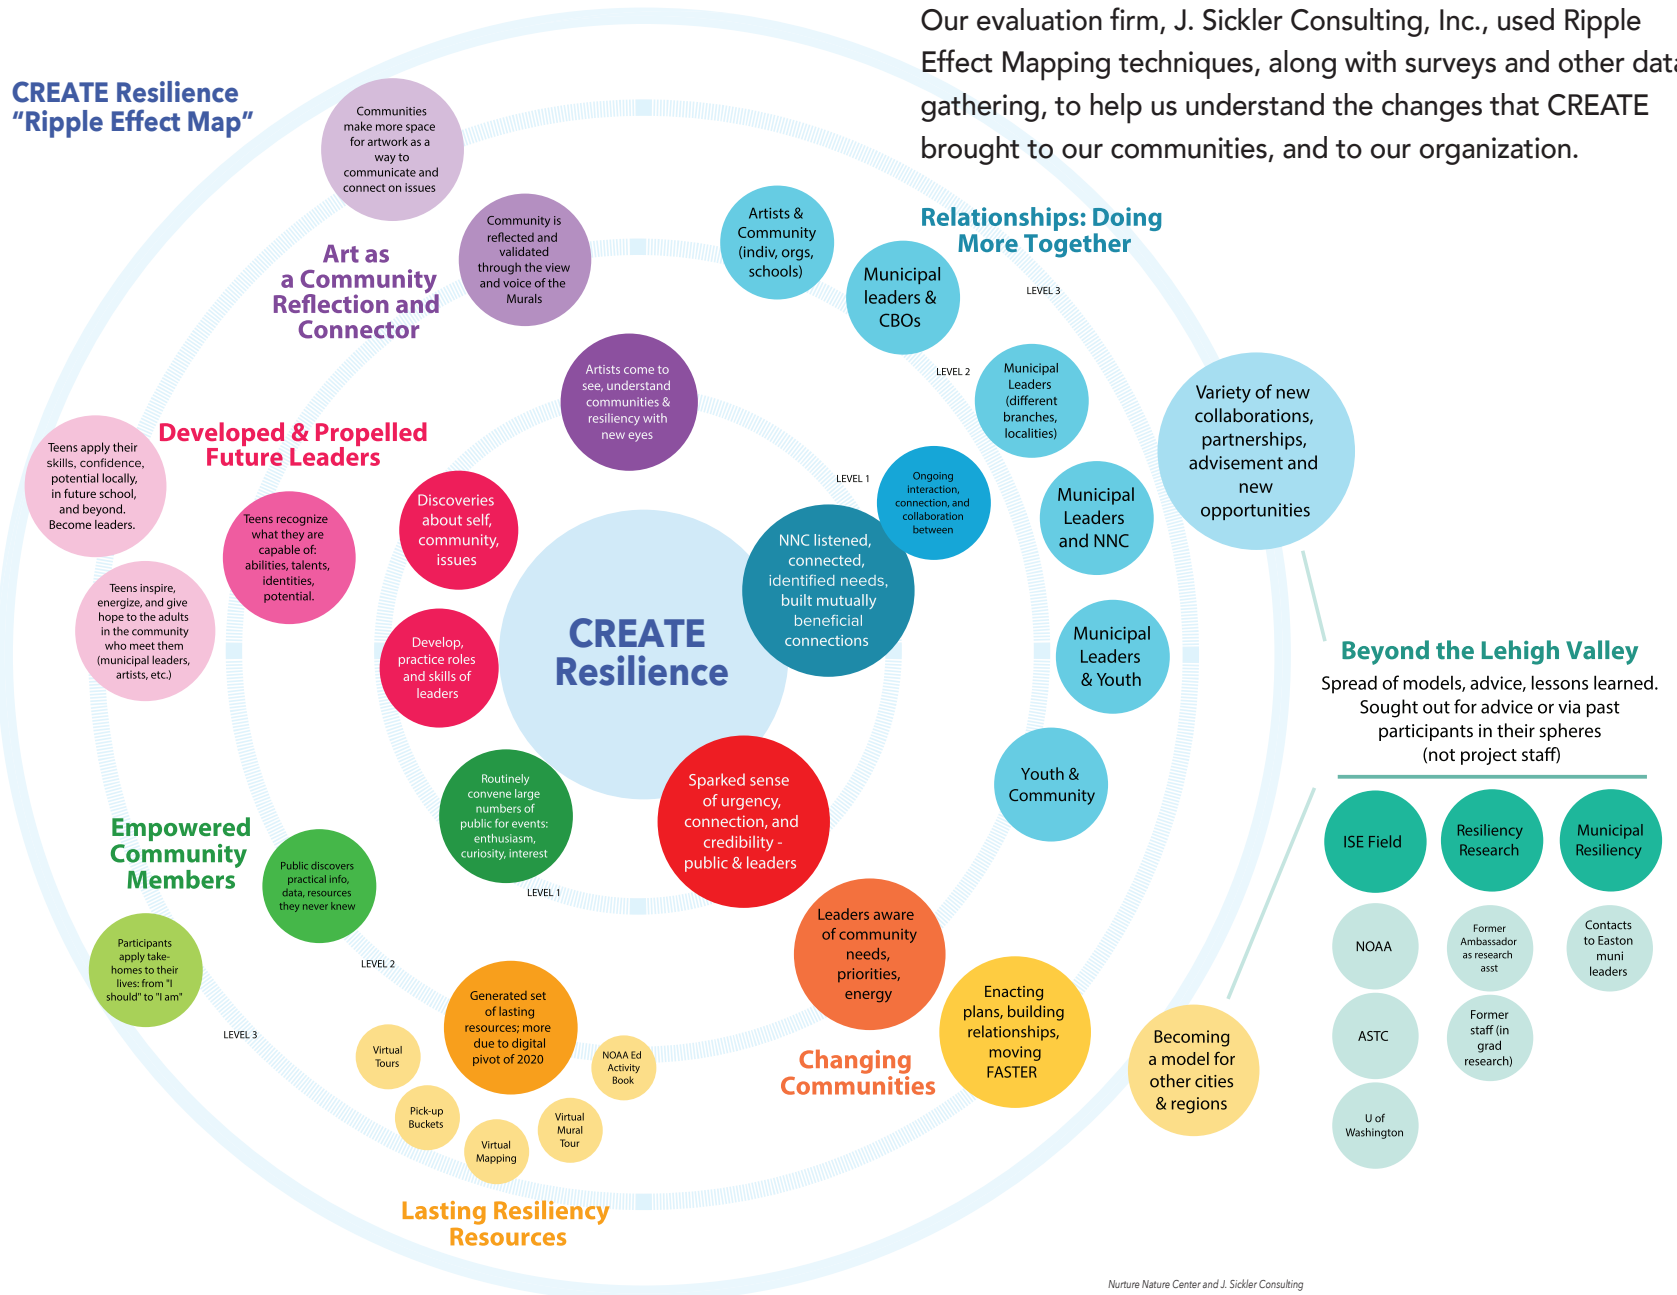 Our evaluation firm, J. Sickler Consulting, Inc., used Ripple
Effect Mapping techniques, along with surveys and other data
gathering, to help us understand the changes that CREATE
brought to our communities, and to our organization.
CREATE Resilience
“Ripple Effect Map”
Communities
make more space
for artwork as a
way to
communicate and
connect on issues
Community is
reflected and
validated
through the view
and voice of the
Murals
Art as
a Community
Reflection and
Connector
Artists come to
see, understand
communities &
resiliency with
new eyes
Artists &
Community
(indiv, orgs,
schools)
Relationships: Doing
More Together
Municipal
leaders &
CBOs
LEVEL 3
LEVEL 2
Municipal
Leaders
(different
branches,
localities)
LEVEL 1
Ongoing
interaction,
connection, and
collaboration
between
Municipal
Leaders
and NNC
Variety of new
collaborations,
partnerships,
advisement and
new
opportunities
NNC listened,
connected,
identified needs,
built mutually
beneficial
connections
Municipal
Leaders
& Youth
Youth &
Community
Developed & Propelled
Future Leaders
Teens apply their
skills, confidence,
potential locally,
in future school,
and beyond.
Become leaders.
Teens recognize
what they are
capable of:
abilities, talents,
identities,
potential.
Discoveries
about self,
community,
issues
Teens inspire,
energize, and give
hope to the adults
in the community
who meet them
(municipal leaders,
artists, etc.)
Develop,
practice roles
and skills of
leaders
CREATE
Resilience
Routinely
convene large
numbers of
public for events:
enthusiasm,
curiosity, interest
Sparked sense
of urgency,
connection, and
credibility -
public & leaders
Empowered
Community
Members
Public discovers
practical info,
data, resources
they never knew
LEVEL 1
Participants
apply take-
homes to their
lives: from "I
should" to "I am"
LEVEL 2
LEVEL 3
Leaders aware
of community
needs,
priorities,
energy
Enacting
plans, building
relationships,
moving
FASTER
Changing
Communities
Becoming
a model for
other cities
& regions
Generated set
of lasting
resources; more
due to digital
pivot of 2020
Virtual
Tours
Pick-up
Buckets
Virtual
Mapping
Virtual
Mural
Tour
NOAA Ed
Activity
Book
Lasting Resiliency
Resources
Beyond the Lehigh Valley
Spread of models, advice, lessons learned.
Sought out for advice or via past
participants in their spheres
(not project staff)
ISE Field
Resiliency
Research
Municipal
Resiliency
NOAA
Former
Ambassador
as research
asst
Contacts
to Easton
muni
leaders
ASTC
Former
staff (in
grad
research)
U of
Washington
Nurture Nature Center and J. Sickler Consulting